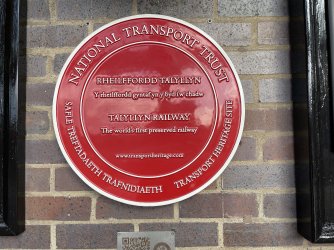 NATIONAL TRANSPORT TRUST
RHEILFFORDD TALYLLYN
Y rheilffordd gyntaf yn y byd i'w chadw
TALYLLYN RAILWAY
The world's first preserved railway
www.transportheritage.com
SAFLE TREFTADAETH TRAFNIDIAETH
TRANSPORT HERITAGE SITE